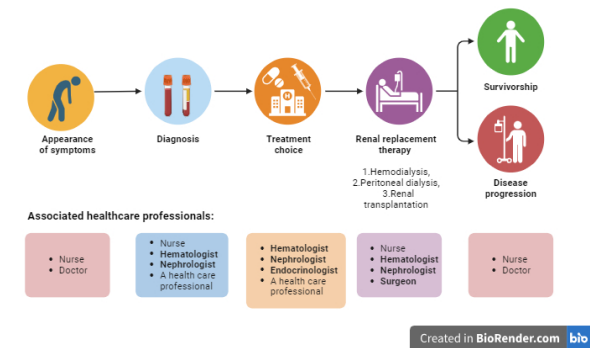 Survivorship
Appearance
of symptoms
Diagnosis
Treatment
choice
Renal replacement
therapy
1.Hemodialysis,
2.Peritoneal dialysis,
3.Renal
transplantation
Disease
progression
Associated healthcare professionals:
• Nurse
• Doctor
• Nurse
• Hematologist
• Nephrologist
• A health care
professional
• Hematologist
• Nephrologist
• Endocrinologist
• A health care
professional
• Nurse
• Hematologist
• Nephrologist
• Surgeon
• Nurse
• Doctor
Created in BioRender.com bio